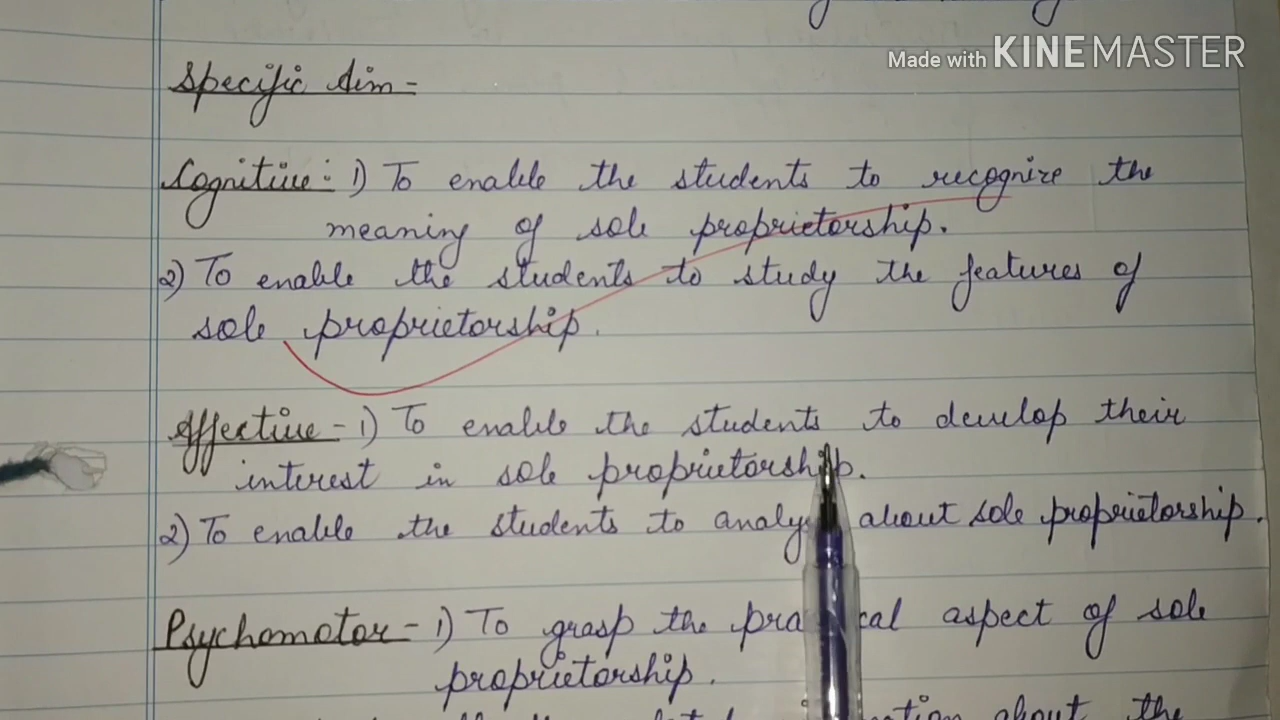 Made with KINEMASTER
Specific Aim -
Cognitive:- 1) To enable the students to recognize the
meaning of sole proprietorship.
2) To enable the students to study the features of
sole proprietorship.
Affective - 1) To enable the students to develop their
interest in sole proprietorship.
2) To enable the students to about sole proprietorship.
Psychomotor - 1) To grasp the aspect of sole
proprietorship.
about the